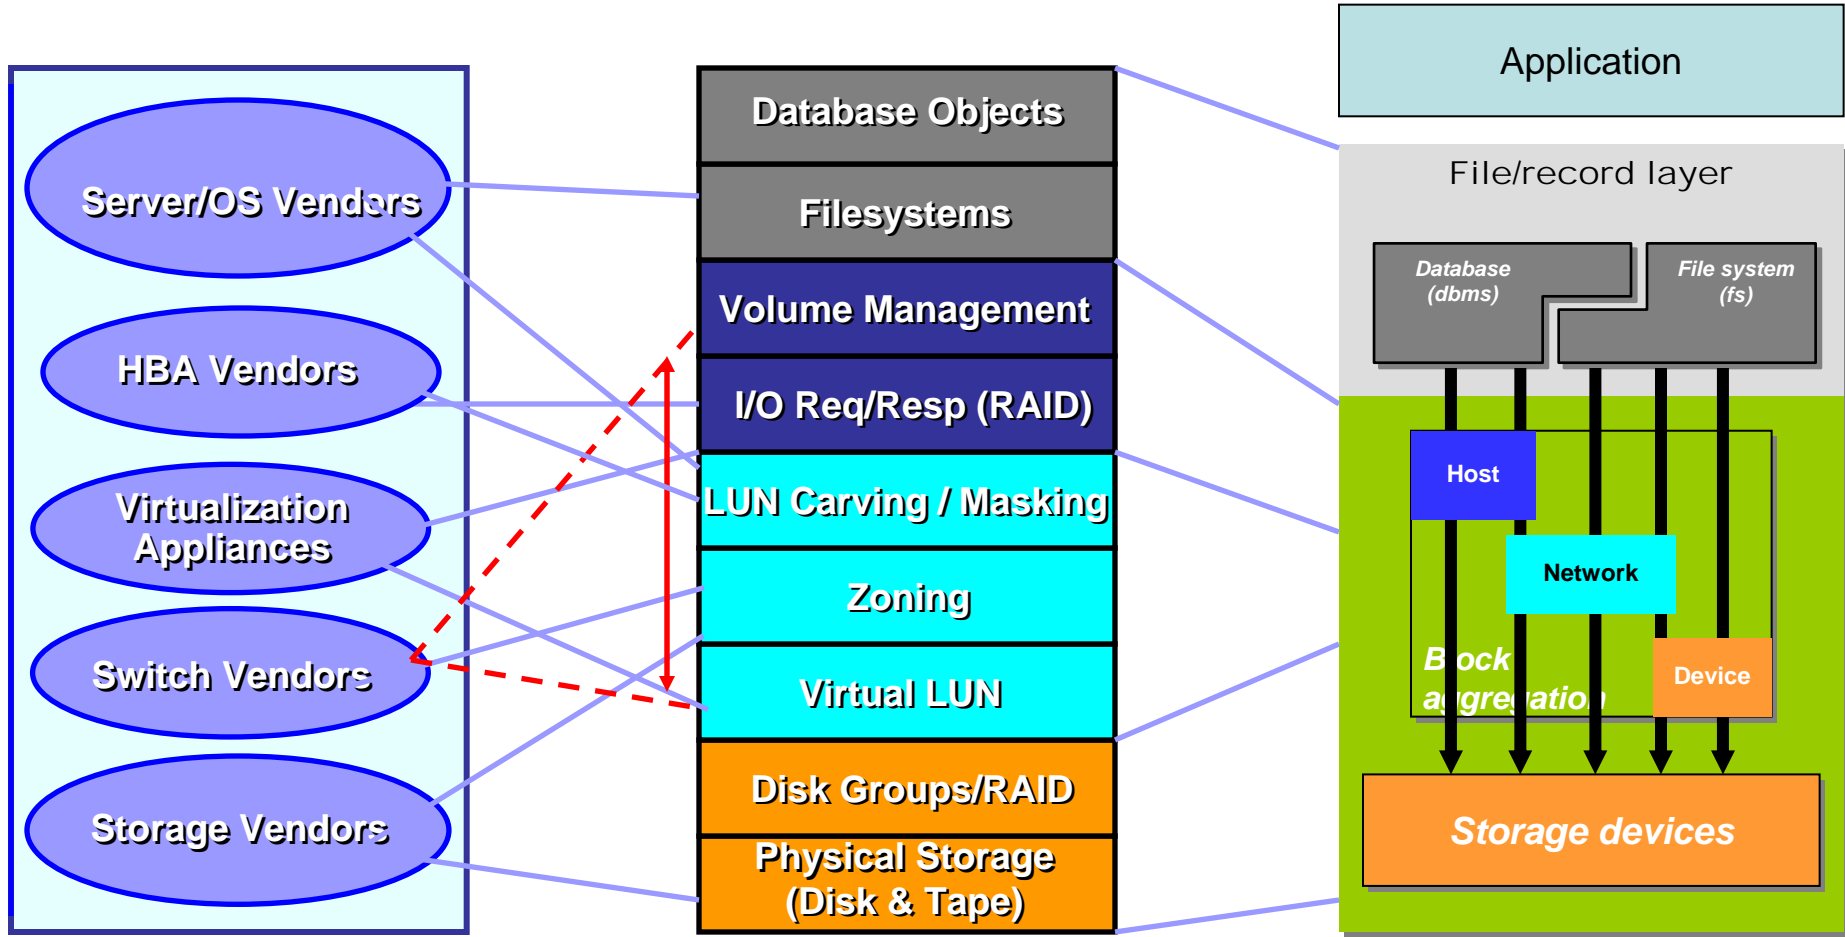 Server/OS Vendors
HBA Vendors
Virtualization
Appliances
Switch Vendors
Storage Vendors
Database Objects
Filesystems
Volume Management
I/O Req/Resp (RAID)
LUN Carving / Masking
Zoning
Virtual LUN
Disk Groups/RAID
Physical Storage
(Disk & Tape)
Application
File/record layer
Database
(dbms)
File system
(fs)
Host
Network
Device
Block
aggregation
Storage devices